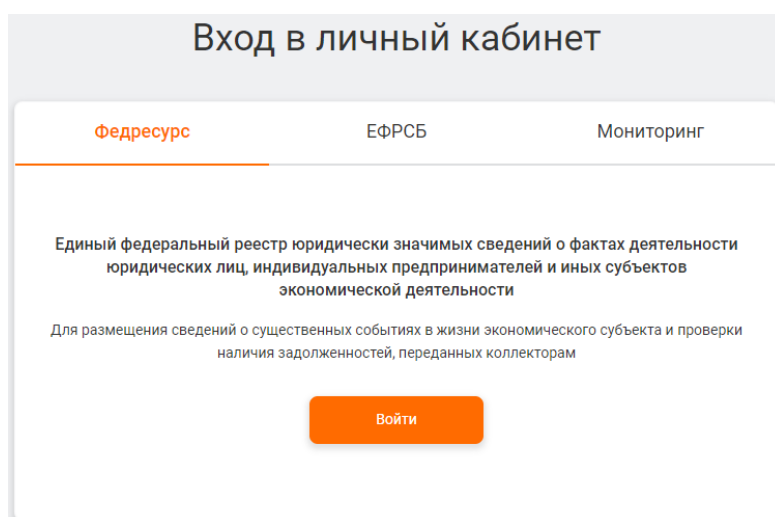 Вход в личный кабинет
Федресурс ЕФРСБ Мониторинг
Единый федеральный реестр юридически значимых сведений о фактах деятельности
юридических лиц, индивидуальных предпринимателей и иных субъектов
экономической деятельности
Для размещения сведений о существенных событиях в жизни экономического субъекта и проверки
наличия задолженностей, переданных коллекторам
Войти